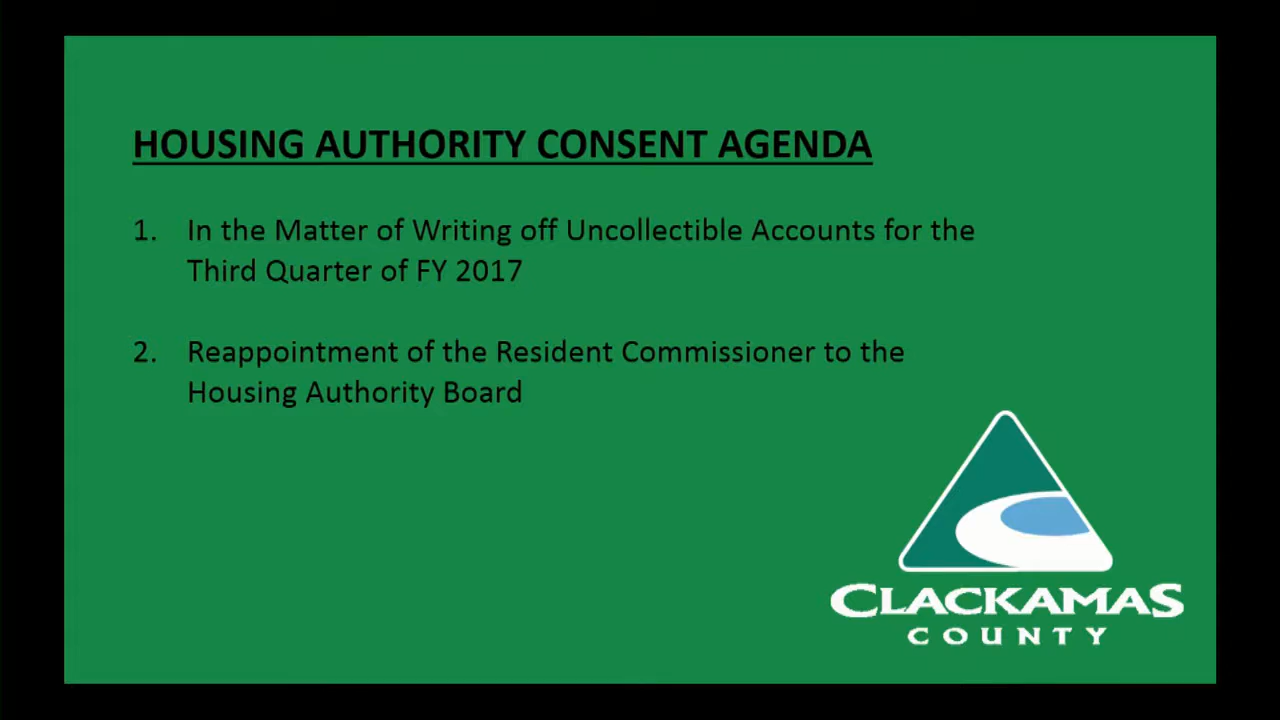 HOUSING AUTHORITY CONSENT AGENDA
1. In the Matter of Writing off Uncollectible Accounts for the
Third Quarter of FY 2017
2. Reappointment of the Resident Commissioner to the
Housing Authority Board
CLACKAMAS
COUNTY